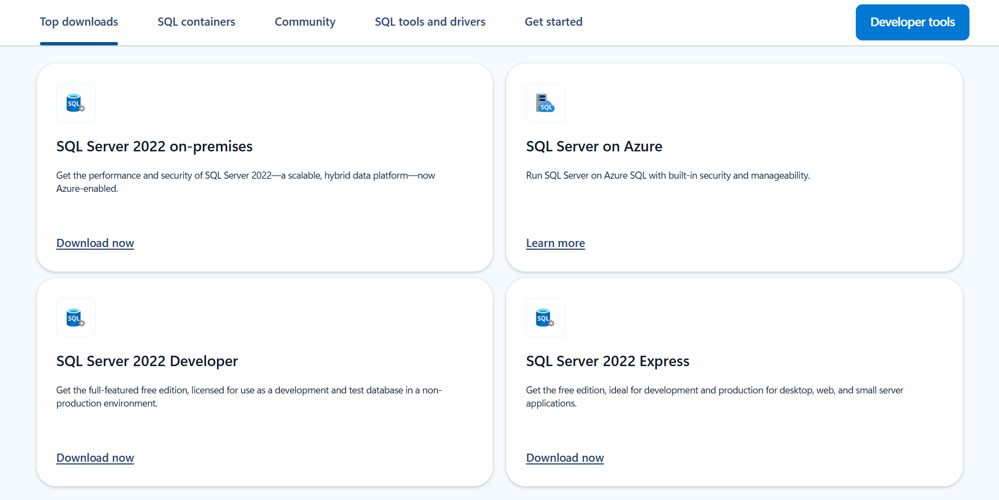 Top downloads
SQL containers
Community
SQL tools and drivers
Get started
Developer tools
SQL
SQL Server 2022 on-premises
Get the performance and security of SQL Server 2022—a scalable, hybrid data platform—now
Azure-enabled.
Download now
SQL
SQL Server on Azure
Run SQL Server on Azure SQL with built-in security and manageability.
Learn more
SQL
SQL Server 2022 Developer
Get the full-featured free edition, licensed for use as a development and test database in a non-
production environment.
Download now
SQL
SQL Server 2022 Express
Get the free edition, ideal for development and production for desktop, web, and small server
applications.
Download now